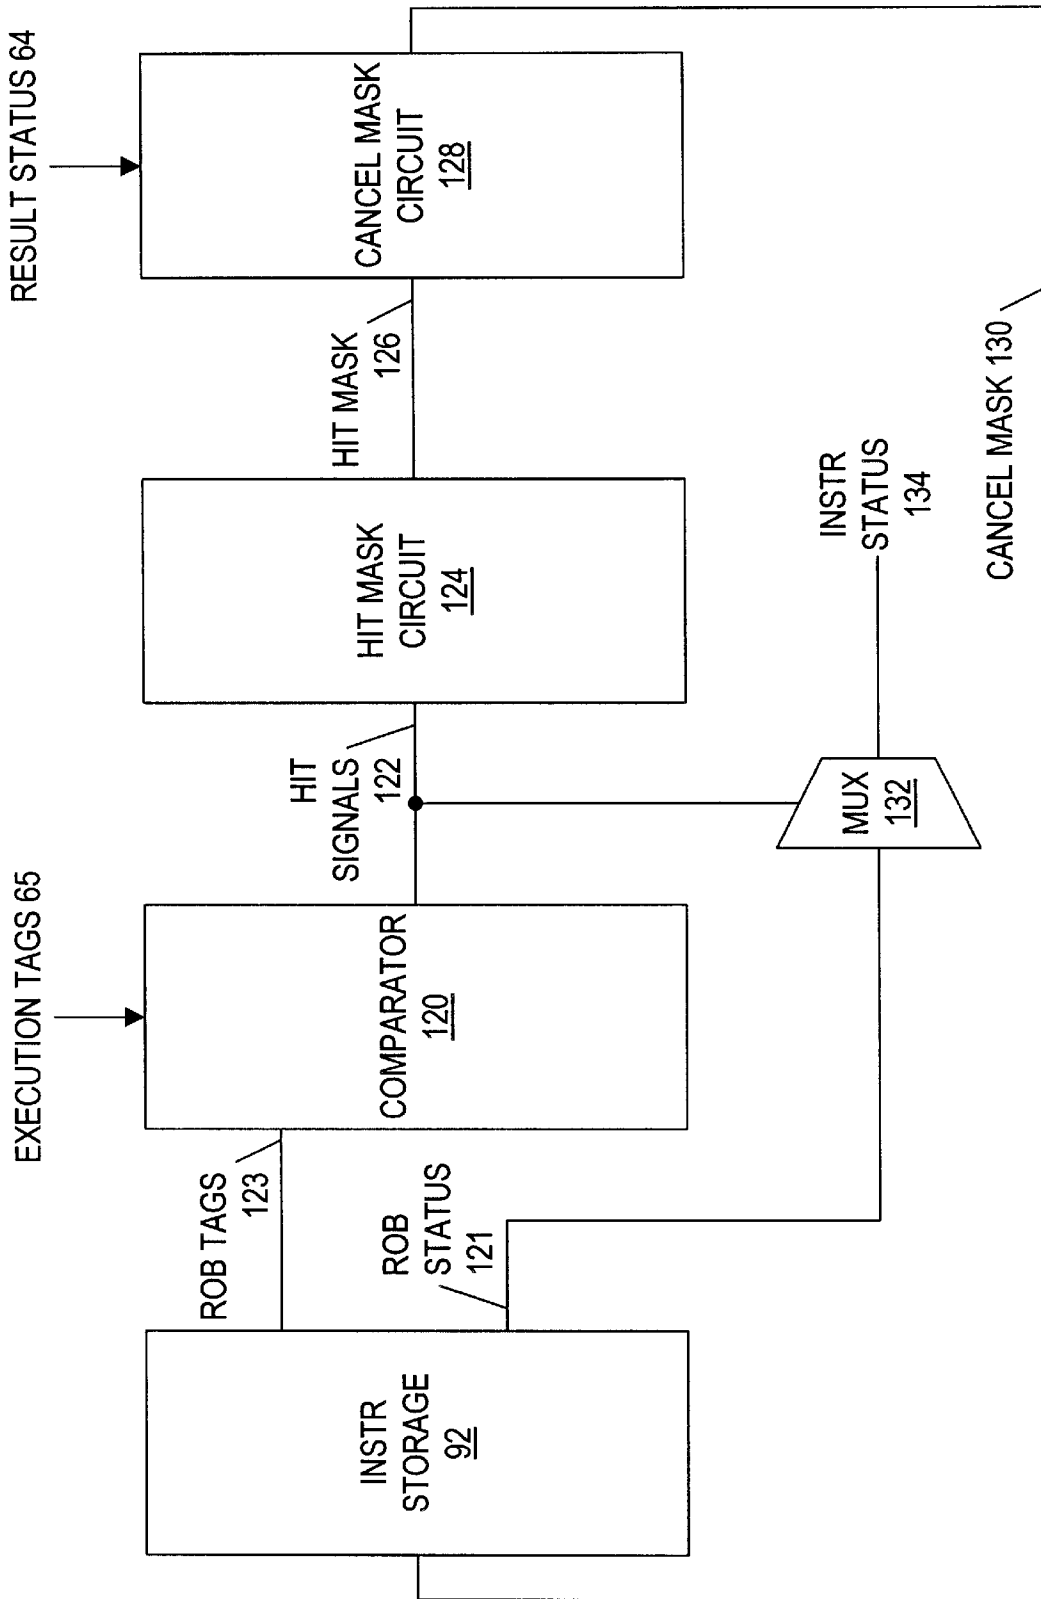 EXECUTION TAGS 65
RESULT STATUS 64
INSTR
STORAGE
92
ROB TAGS
123
ROB
STATUS
121
COMPARATOR
120
HIT
SIGNALS
122
HIT MASK
CIRCUIT
124
HIT MASK
126
CANCEL MASK
CIRCUIT
128
MUX
132
INSTR
STATUS
134
CANCEL MASK 130